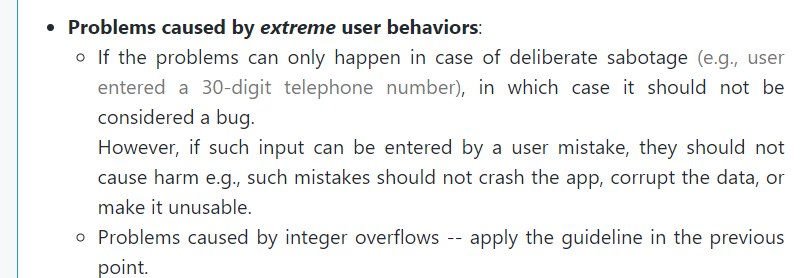 • Problems caused by extreme user behaviors:
○ If the problems can only happen in case of deliberate sabotage (e.g., user
entered a 30-digit telephone number), in which case it should not be
considered a bug.
However, if such input can be entered by a user mistake, they should not
cause harm e.g., such mistakes should not crash the app, corrupt the data, or
make it unusable.
○ Problems caused by integer overflows -- apply the guideline in the previous
point.